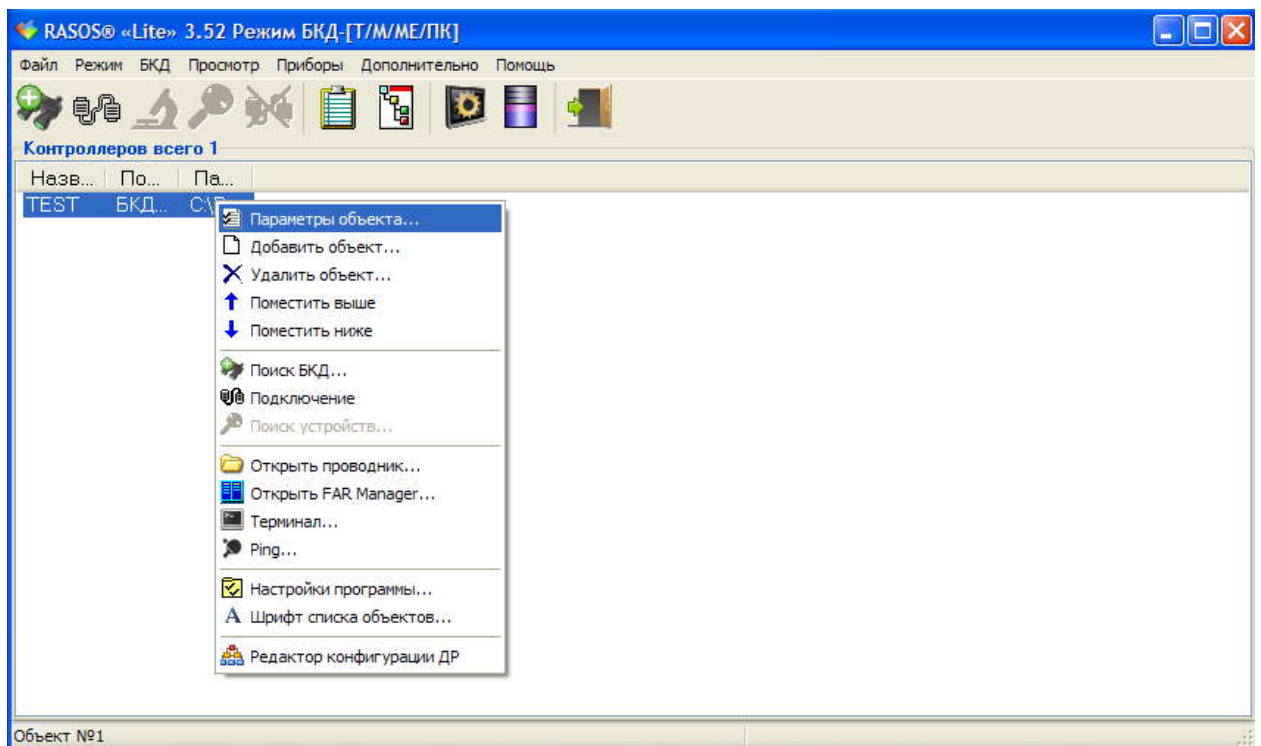 RASOS® «Lite» 3.52 Режим БКД-[Т/М/МЕ/ПК]
Файл Режим БКД Просмотр Приборы Дополнительно Помощь
Контроллеров всего 1
Назв... По... Па...
TEST БКД... C:\
Параметры объекта...
Добавить объект...
Удалить объект...
Поместить выше
Поместить ниже
Поиск БКД...
Подключение
Поиск устройств...
Открыть проводник...
Открыть FAR Manager...
Терминал...
Ping...
Настройки программы...
Шрифт списка объектов...
Редактор конфигурации ДР
Объект №1